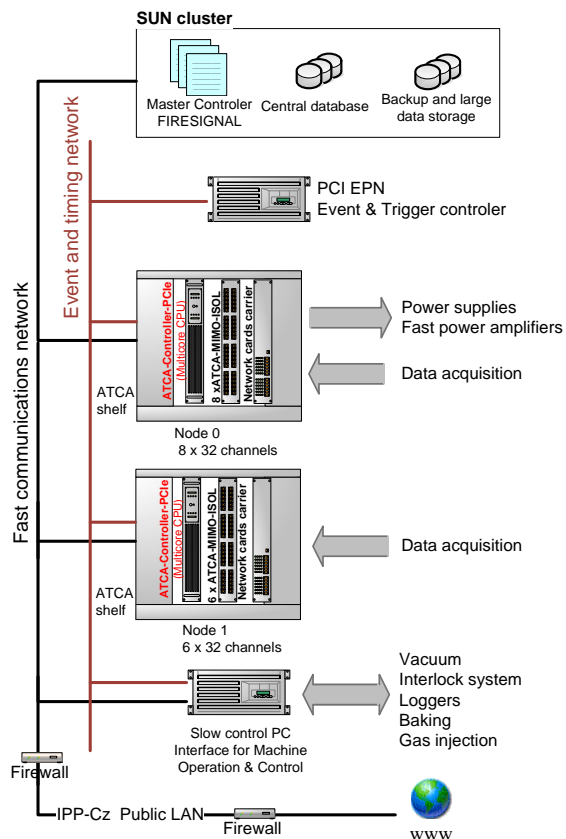 SUN cluster
Master Controler
FIRESIGNAL
Central database
Backup and large
data storage
Fast communications network
Event and timing network
PCI EPN
Event & Trigger controler
ATCA-Controller-PCIe
(Multicore CPU)
8 xATCA-MIMO-ISOL
Network cards carrier
Power supplies
Fast power amplifiers
Data acquisition
ATCA
shelf
Node 0
8 x 32 channels
ATCA-Controller-PCIe
(Multicore CPU)
6 x ATCA-MIMO-ISOL
Network cards carrier
Data acquisition
ATCA
shelf
Node 1
6 x 32 channels
Vacuum
Interlock system
Loggers
Baking
Gas injection
Slow control PC
Interface for Machine
Operation & Control
Firewall
IPP-Cz Public LAN
Firewall
www